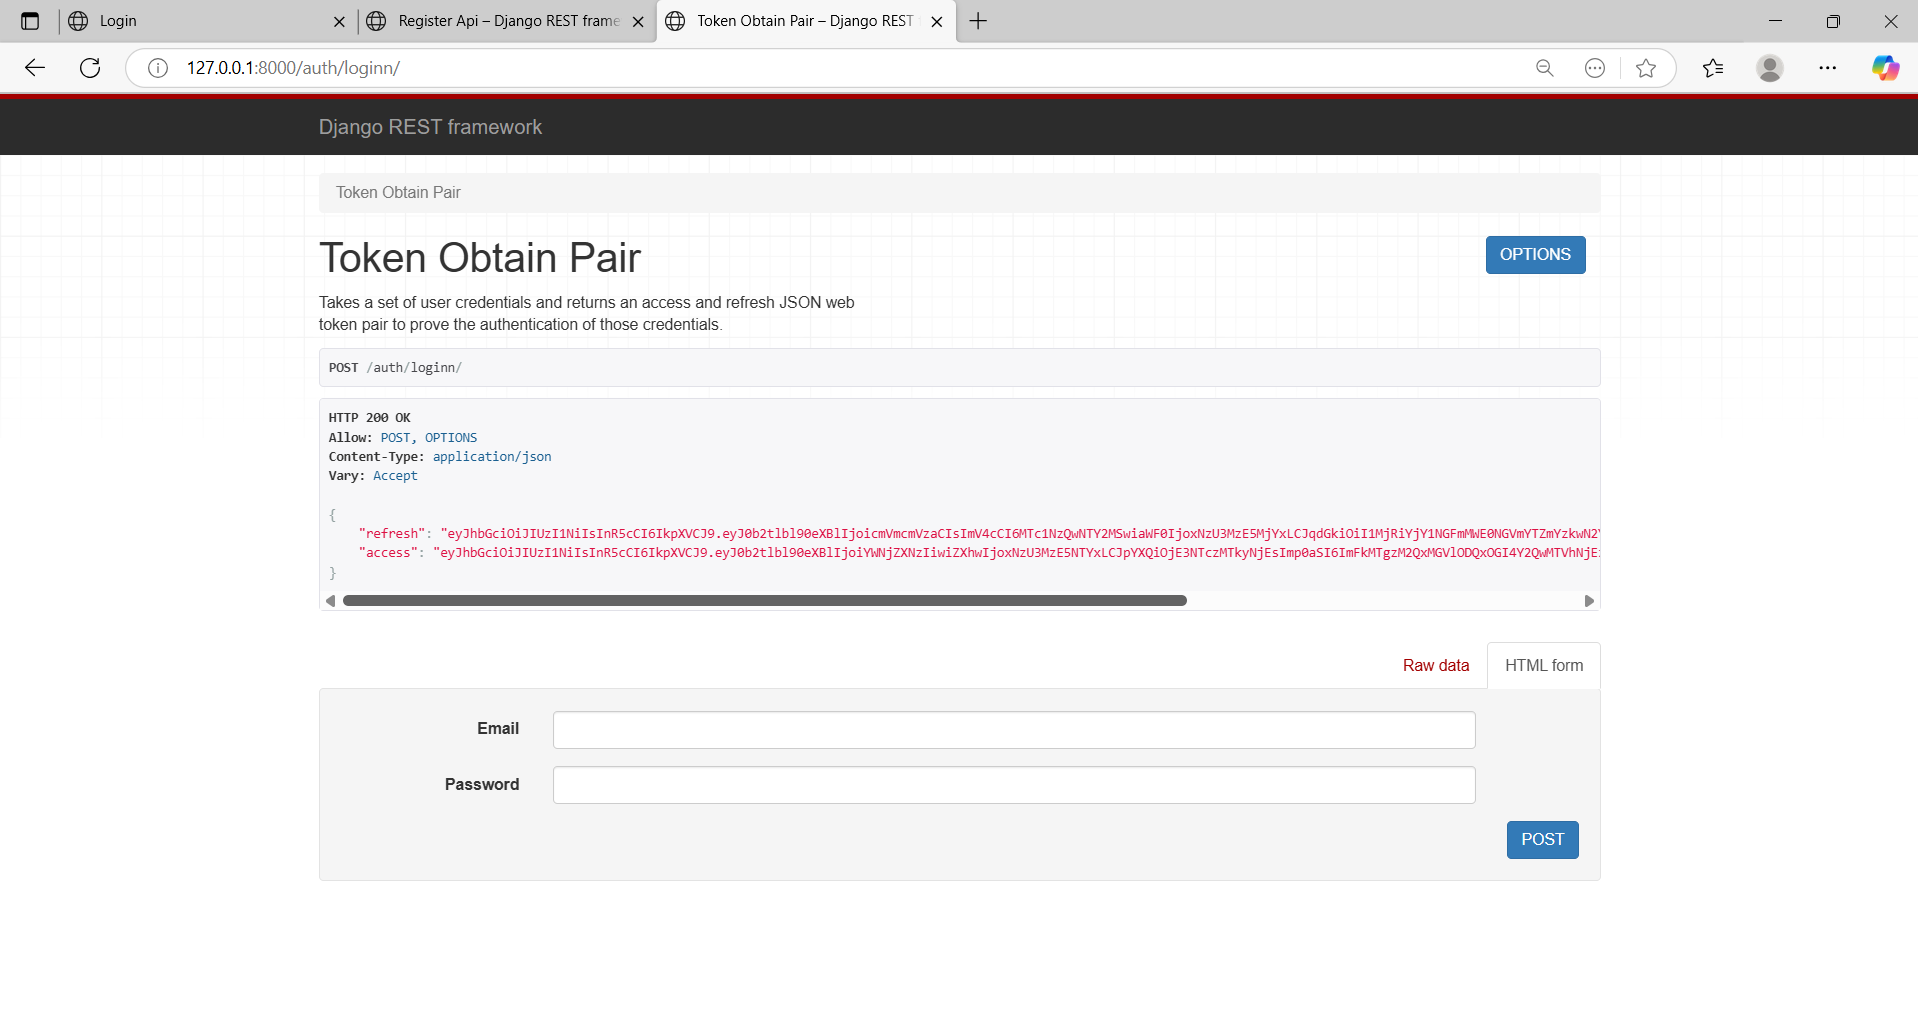 Login
Register Api – Django REST frame
Token Obtain Pair – Django REST
127.0.0.1:8000/auth/loginn/
Django REST framework
Token Obtain Pair
Token Obtain Pair
OPTIONS
Takes a set of user credentials and returns an access and refresh JSON web
token pair to prove the authentication of those credentials.
POST /auth/loginn/
HTTP 200 OK
Allow: POST, OPTIONS
Content-Type: application/json
Vary: Accept
{
"refresh": "eyJhbGciOiJIUzI1NiIsInR5cCI6IkpXVCJ9.eyJ0b2tlbl90eXBlIjoicmVmcmVzaCIsImV4cCI6MTc1NzQwNTY2MSwiaWF0IjoxNzU3MzE5MjYxLCJqdGkiOiI1MjRiYjY1NGFmMWE0NGVmYTZmYzkwN2Y
"access": "eyJhbGciOiJIUzI1NiIsInR5cCI6IkpXVCJ9.eyJ0b2tlbl90eXBlIjoiYWNjZXNzIiwiZXhwIjoxNzU3MzE5NTYxLCJpYXQiOjE3NTczMTkyNjEsImp0aSI6ImFkMTgzM2QxMGVlODQxOGI4Y2QwMTVhNjE
}
Raw data
HTML form
Email
Password
POST